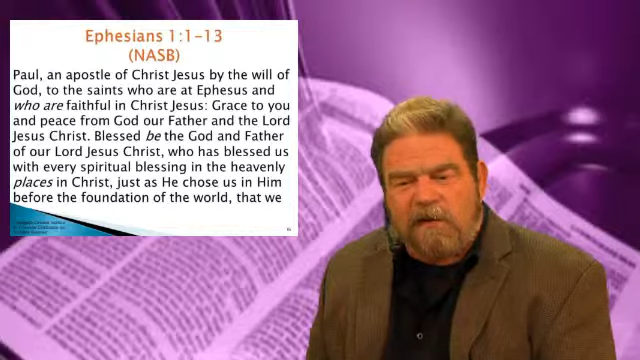 Ephesians 1:1-13
(NASB)
Paul, an apostle of Christ Jesus by the will of
God, to the saints who are at Ephesus and
who are faithful in Christ Jesus: Grace to you
and peace from God our Father and the Lord
Jesus Christ. Blessed be the God and Father
of our Lord Jesus Christ, who has blessed us
with every spiritual blessing in the heavenly
places in Christ, just as He chose us in Him
before the foundation of the world, that we